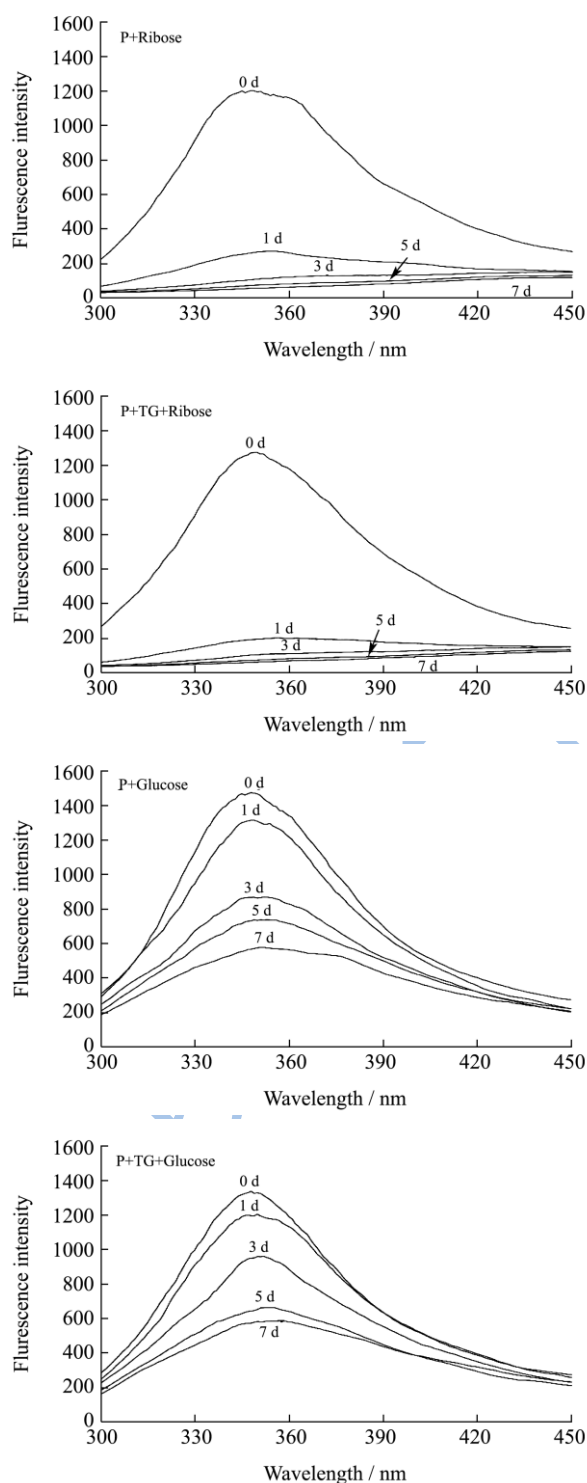 1600
P+Ribose
1400
0 d
1200
1000
800
600
400
1 d
5 d
3 d
200
7 d
0
300 330 360 390 420 450
Flurescence intensity
Wavelength / nm
1600
P+TG+Ribose
1400
0 d
1200
1000
800
600
400
5 d
1 d
200
3 d
7 d
0
300 330 360 390 420 450
Flurescence intensity
Wavelength / nm
1600
P+Glucose
0 d
1400
1 d
1200
1000
3 d
800
5 d
600
7 d
400
200
0
300 330 360 390 420 450
Flurescence intensity
Wavelength / nm
1600
P+TG+Glucose
1400
0 d
1200
1 d
1000
3 d
800
5 d
600
7 d
400
200
0
300 330 360 390 420 450
Flurescence intensity
Wavelength / nm